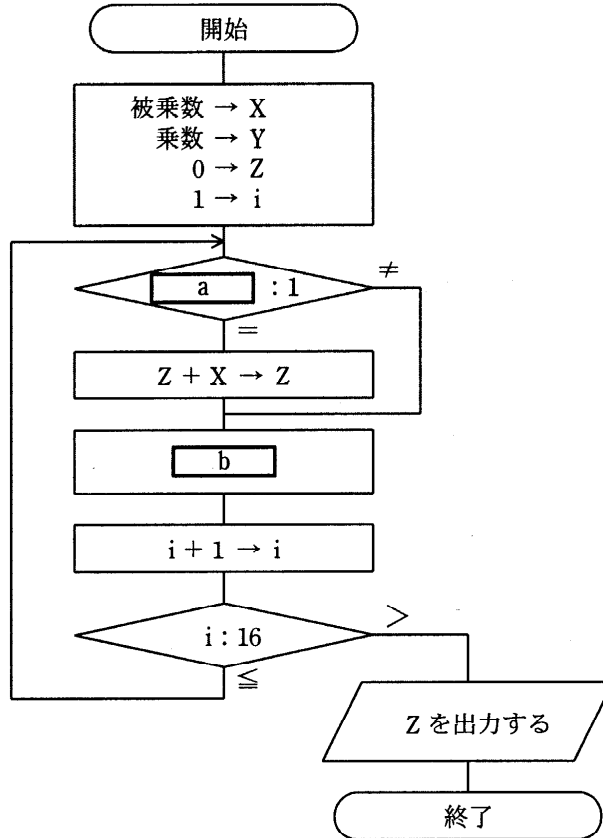 開始
被乗数 → X
乗数 → Y
0 → Z
1 → i
a : 1
≠
=
Z + X → Z
b
i + 1 → i
i : 16
>
≦
Z を出力する
終了